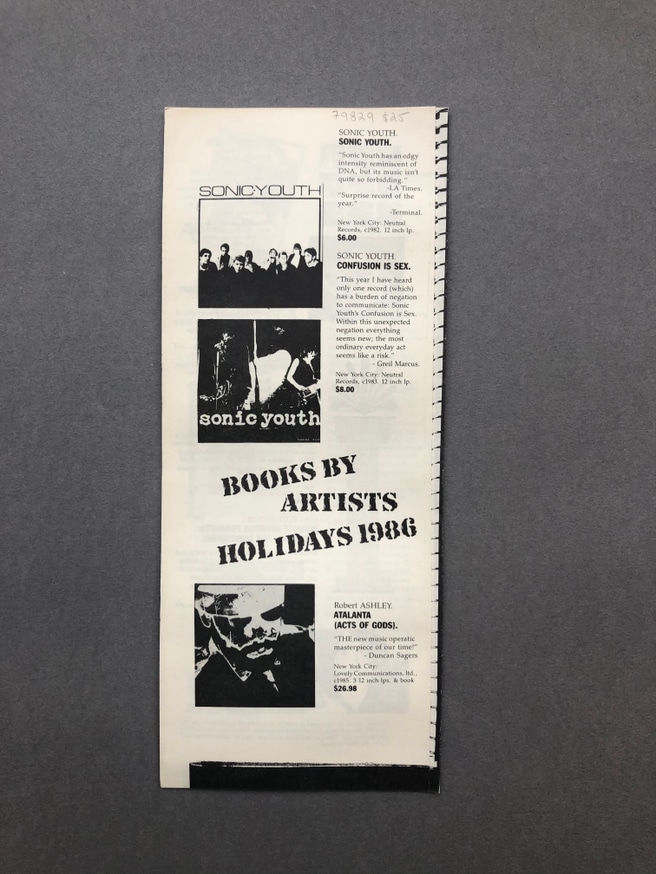 79829 $25
SONIC YOUTH.
SONIC YOUTH.
"Sonic Youth has an edgy
intensity reminiscent of
DNA, but its music isn't
quite so forbidding."
-LA Times.
"Surprise record of the
year."
-Terminal.
New York City: Neutral
Records, c1982. 12 inch lp.
$6.00
SONIC YOUTH
SONIC YOUTH.
CONFUSION IS SEX.
"This year I have heard
only one record (which)
has a burden of negation
to communicate: Sonic
Youth's Confusion is Sex.
Within this unexpected
negation everything
seems new; the most
ordinary everyday act
seems like a risk."
- Greil Marcus.
New York City: Neutral
Records, c1983. 12 inch lp.
$8.00
sonic youth
BOOKS BY
ARTISTS
HOLIDAYS 1986
Robert ASHLEY.
ATALANTA
(ACTS OF GODS).
"THE new music operatic
masterpiece of our time!"
- Duncan Sagers
New York City:
Lovely Communications, ltd.,
c1985. 3 12 inch lps. & book
$26.98